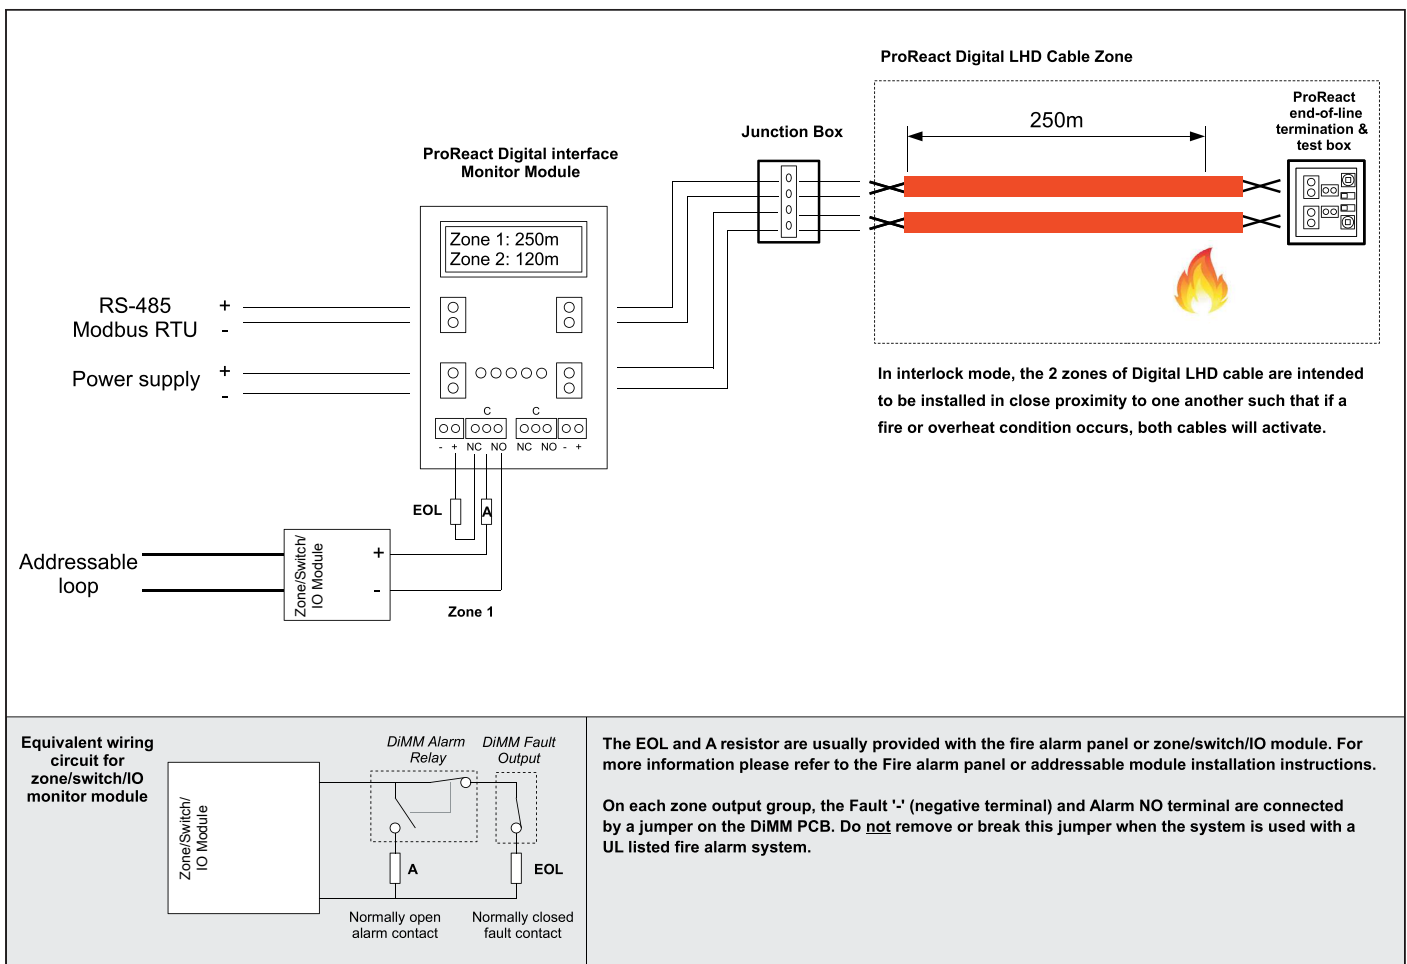 ProReact Digital LHD Cable Zone
ProReact
end-of-line
termination &
test box
250m
Junction Box
ProReact Digital interface
Monitor Module
Zone 1: 250m
Zone 2: 120m
RS-485
Modbus RTU
+
-
Power supply
+
-
C
C
- + NC NO NC NO - +
In interlock mode, the 2 zones of Digital LHD cable are intended
to be installed in close proximity to one another such that if a
fire or overheat condition occurs, both cables will activate.
EOL
A
Addressable
loop
Zone/Switch/
IO Module
+
-
Zone 1
Equivalent wiring
circuit for
zone/switch/IO
monitor module
Zone/Switch/
IO Module
DiMM Alarm
Relay
DiMM Fault
Output
A
EOL
Normally open
alarm contact
Normally closed
fault contact
The EOL and A resistor are usually provided with the fire alarm panel or zone/switch/IO module. For
more information please refer to the Fire alarm panel or addressable module installation instructions.
On each zone output group, the Fault '-' (negative terminal) and Alarm NO terminal are connected
by a jumper on the DiMM PCB. Do not remove or break this jumper when the system is used with a
UL listed fire alarm system.